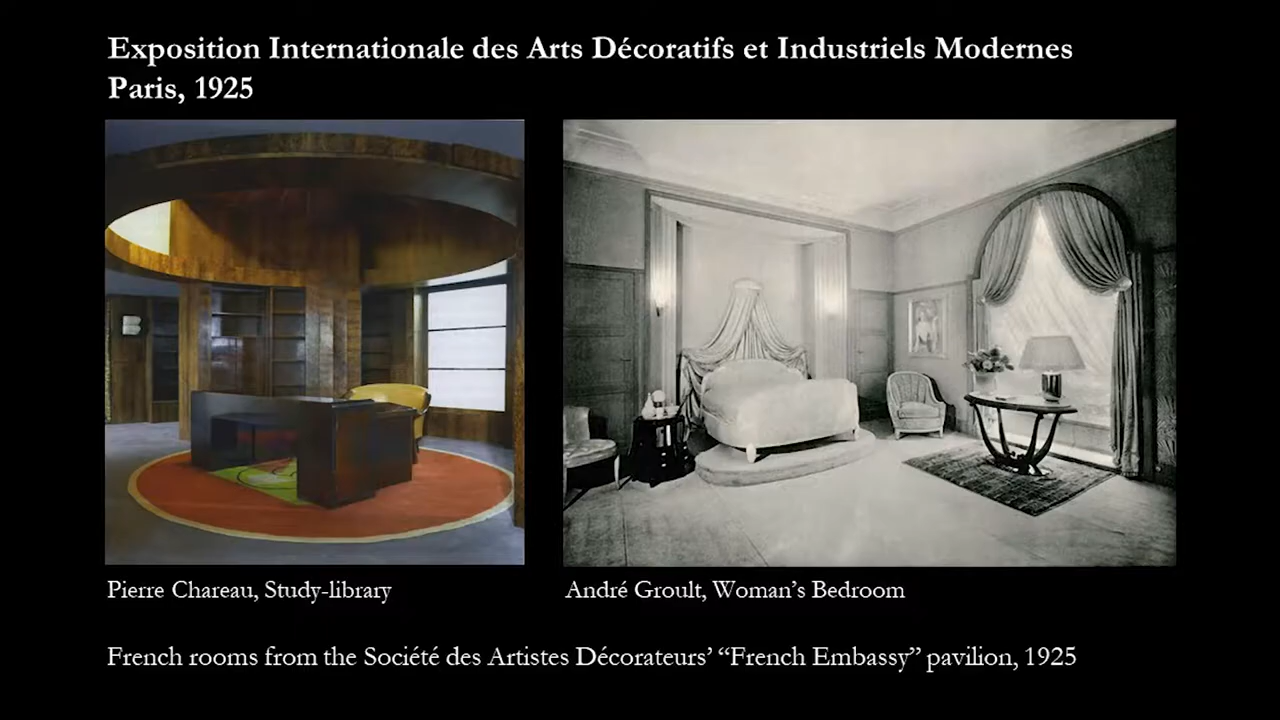 Exposition Internationale des Arts Décoratifs et Industriels Modernes
Paris, 1925
Pierre Chareau, Study-library
André Groult, Woman’s Bedroom
French rooms from the Société des Artistes Décorateurs’ “French Embassy” pavilion, 1925